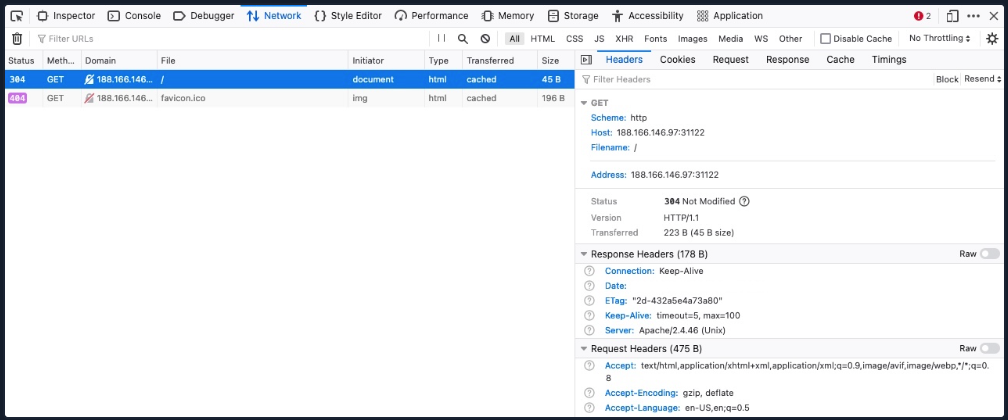 Inspector Console Debugger Network Style Editor Performance Memory Storage Accessibility Application 2
Filter URLs All HTML CSS JS XHR Fonts Images Media WS Other Disable Cache No Throttling
Status Meth... Domain File Initiator Type Transferred Size
304 GET 188.166.146.... / document html cached 45 B
404 GET 188.166.146.... favicon.ico img html cached 196 B
Headers Cookies Request Response Cache Timings
Filter Headers Block Resend
GET
Scheme: http
Host: 188.166.146.97:31122
Filename: /
Address: 188.166.146.97:31122
Status 304 Not Modified
Version HTTP/1.1
Transferred 223 B (45 B size)
Response Headers (178 B) Raw
Connection: Keep-Alive
Date:
ETag: "2d-432a5e4a73a80"
Keep-Alive: timeout=5, max=100
Server: Apache/2.4.46 (Unix)
Request Headers (475 B) Raw
Accept: text/html,application/xhtml+xml,application/xml;q=0.9,image/avif,image/webp,*/*;q=0.
8
Accept-Encoding: gzip, deflate
Accept-Language: en-US,en;q=0.5